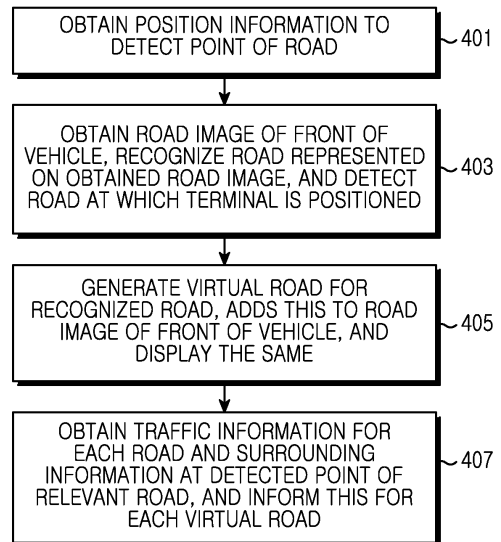 OBTAIN POSITION INFORMATION TO
DETECT POINT OF ROAD
401
OBTAIN ROAD IMAGE OF FRONT OF
VEHICLE, RECOGNIZE ROAD REPRESENTED
ON OBTAINED ROAD IMAGE, AND DETECT
ROAD AT WHICH TERMINAL IS POSITIONED
403
GENERATE VIRTUAL ROAD FOR
RECOGNIZED ROAD, ADDS THIS TO ROAD
IMAGE OF FRONT OF VEHICLE, AND
DISPLAY THE SAME
405
OBTAIN TRAFFIC INFORMATION FOR
EACH ROAD AND SURROUNDING
INFORMATION AT DETECTED POINT OF
RELEVANT ROAD, AND INFORM THIS FOR
EACH VIRTUAL ROAD
407